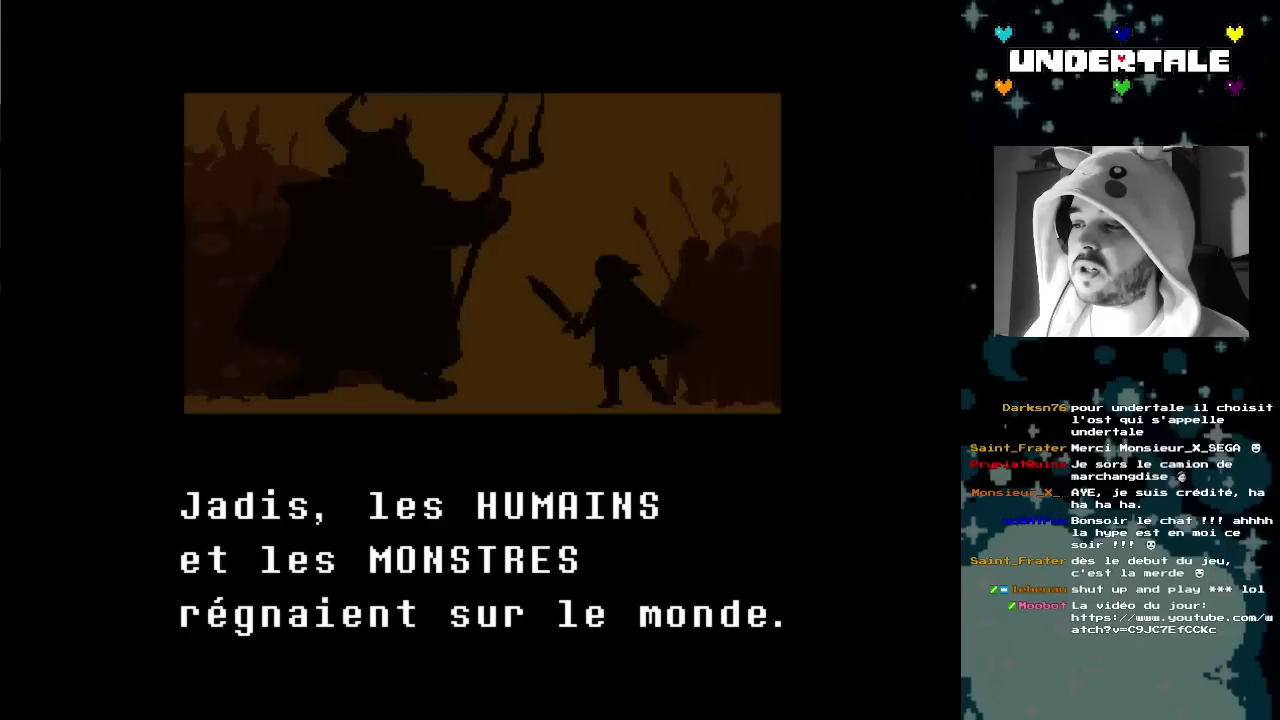 UNDERTALE
Jadis, les HUMAINS
et les MONSTRES
régnaient sur le monde.
Darksn76 pour undertale il choisit
l'ost qui s'appelle
undertale
Saint_Frater Merci Monsieur_X_SEGA
Je sors le camion de
marchangdise
Monsieur_X_ AYE, je suis crédité, ha
ha ha ha.
Bonsoir le chat !!! ahhhh
la hype est en moi ce
soir !!!
Saint_Frater dès le debut du jeu,
c'est la merde
shut up and play *** lol
Moobot La vidéo du jour:
https://www.youtube.com/w
atch?v=C9JC7EfCCKc